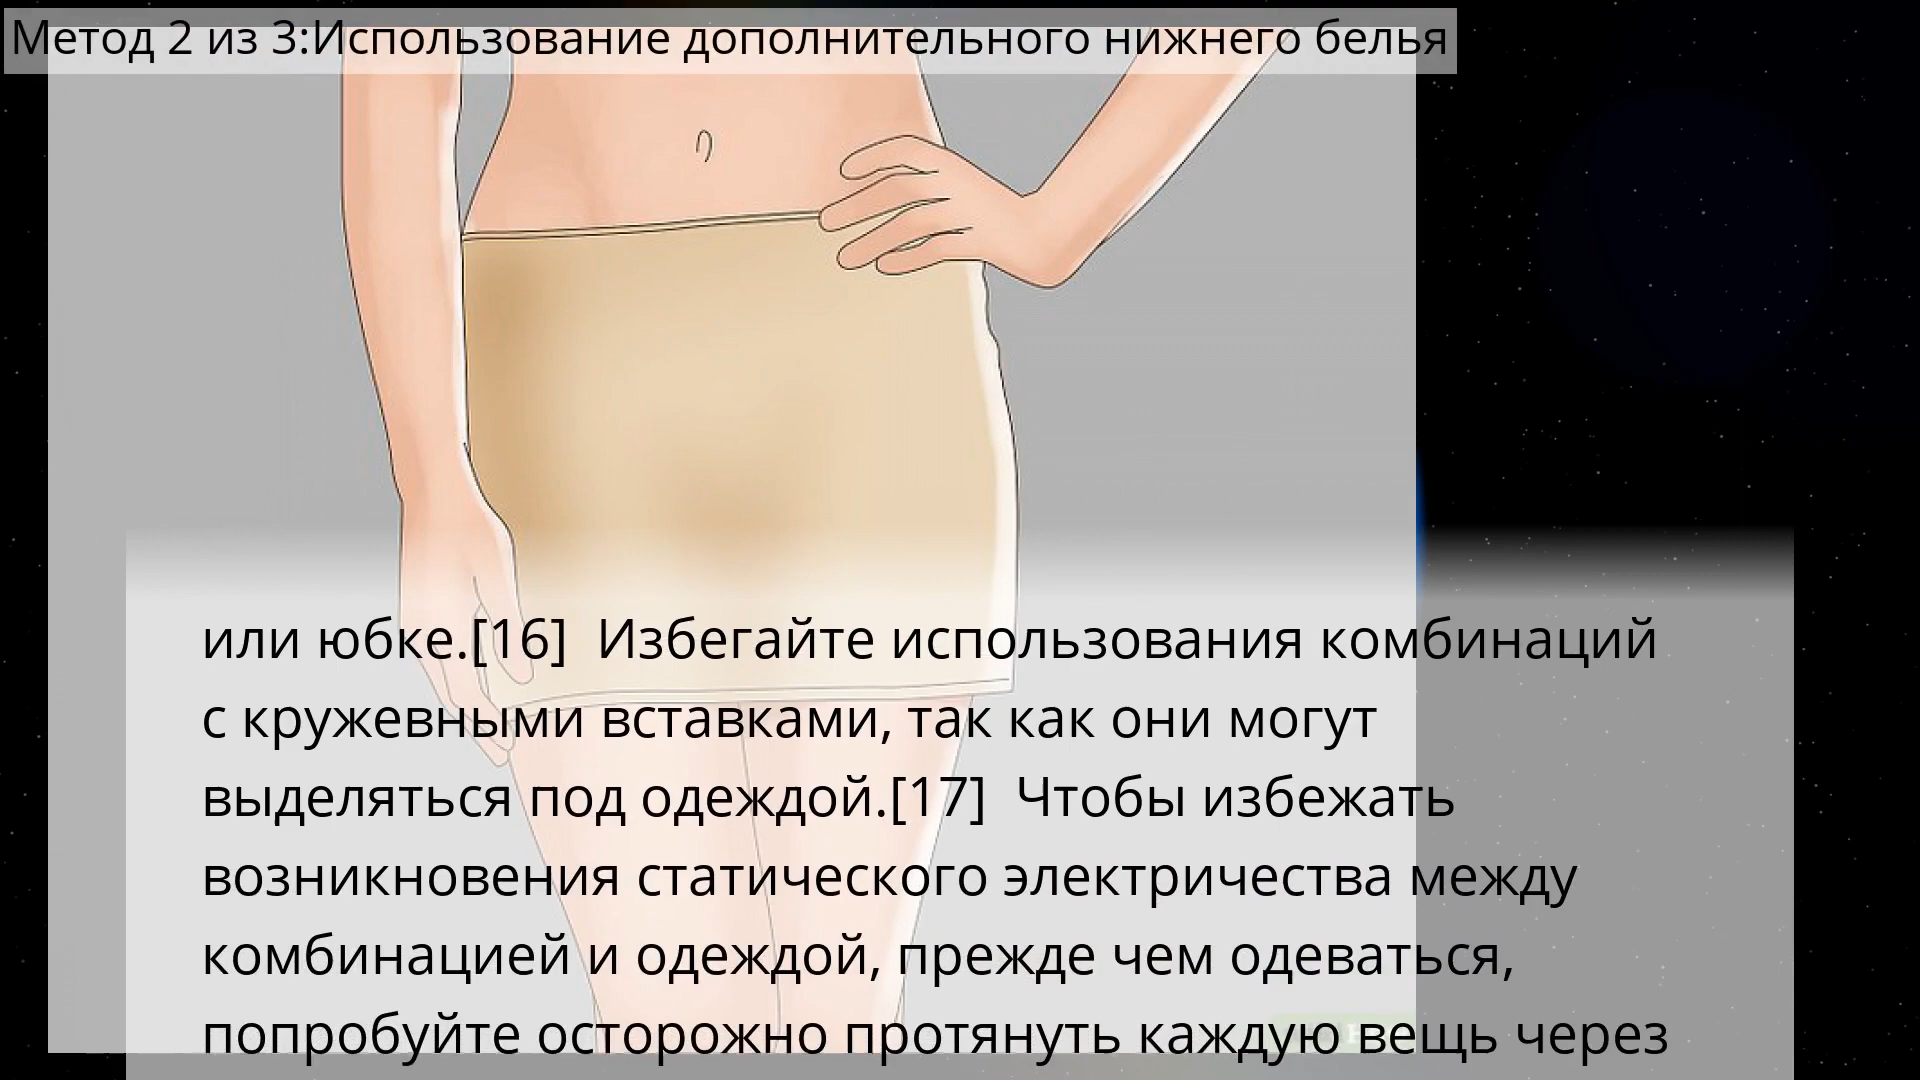 Метод 2 из 3:Использование дополнительного нижнего белья
или юбке.[16]  Избегайте использования комбинаций
с кружевными вставками, так как они могут
выделяться под одеждой.[17]  Чтобы избежать
возникновения статического электричества между
комбинацией и одеждой, прежде чем одеваться,
попробуйте осторожно протянуть каждую вещь через